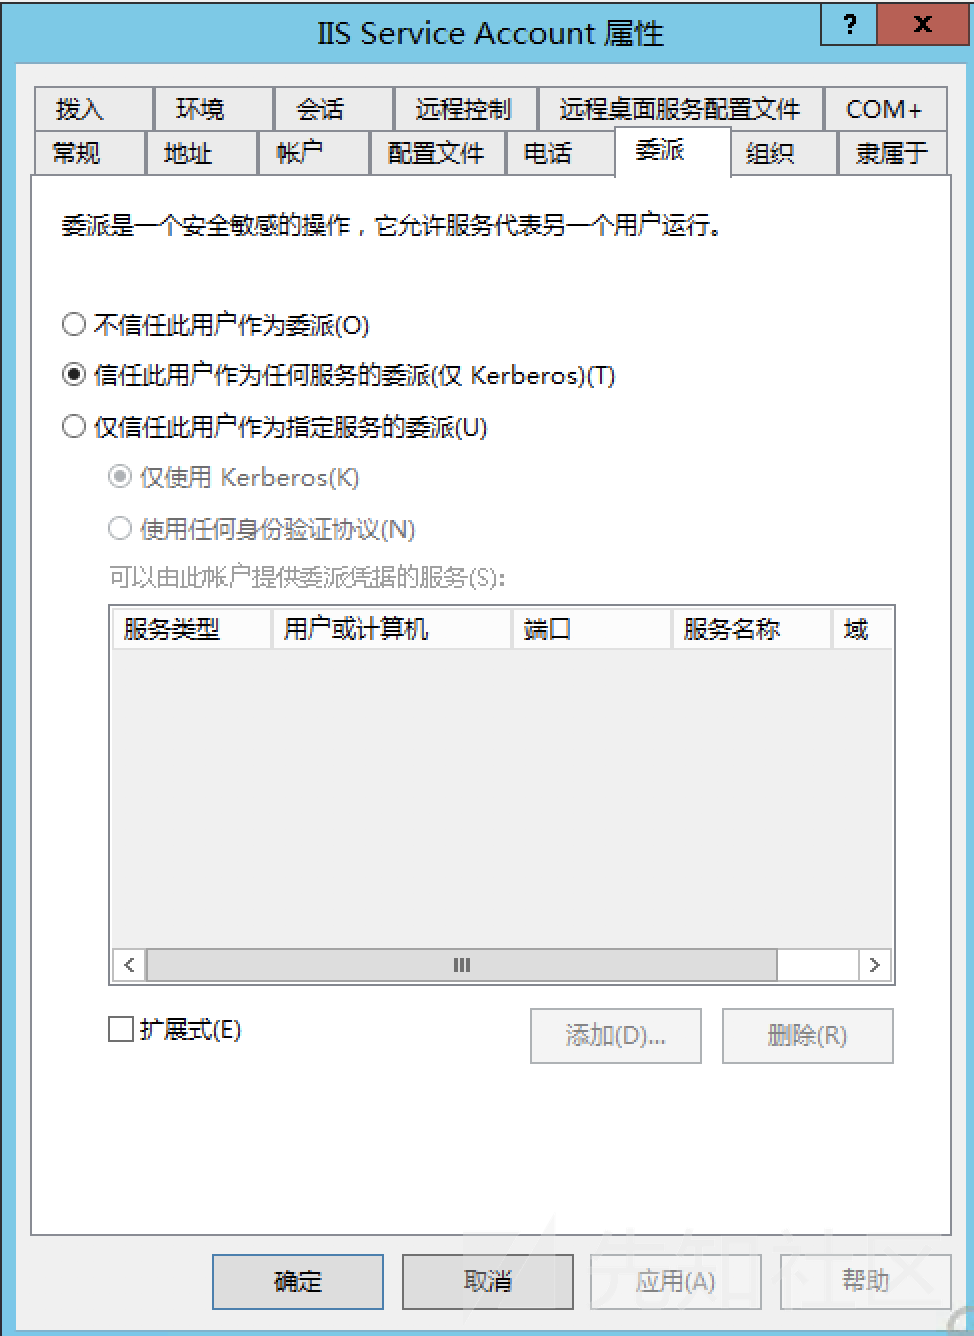 IIS Service Account 属性
?
x
拨入 环境 会话 远程控制 远程桌面服务配置文件 COM+
常规 地址 帐户 配置文件 电话 委派 组织 隶属于
委派是一个安全敏感的操作，它允许服务代表另一个用户运行。
不信任此用户作为委派(O)
信任此用户作为任何服务的委派(仅 Kerberos)(T)
仅信任此用户作为指定服务的委派(U)
仅使用 Kerberos(K)
使用任何身份验证协议(N)
可以由此帐户提供委派凭据的服务(S):
服务类型 用户或计算机 端口 服务名称 域
扩展式(E) 添加(D)... 删除(R)
确定 取消 应用(A) 帮助
先知社区